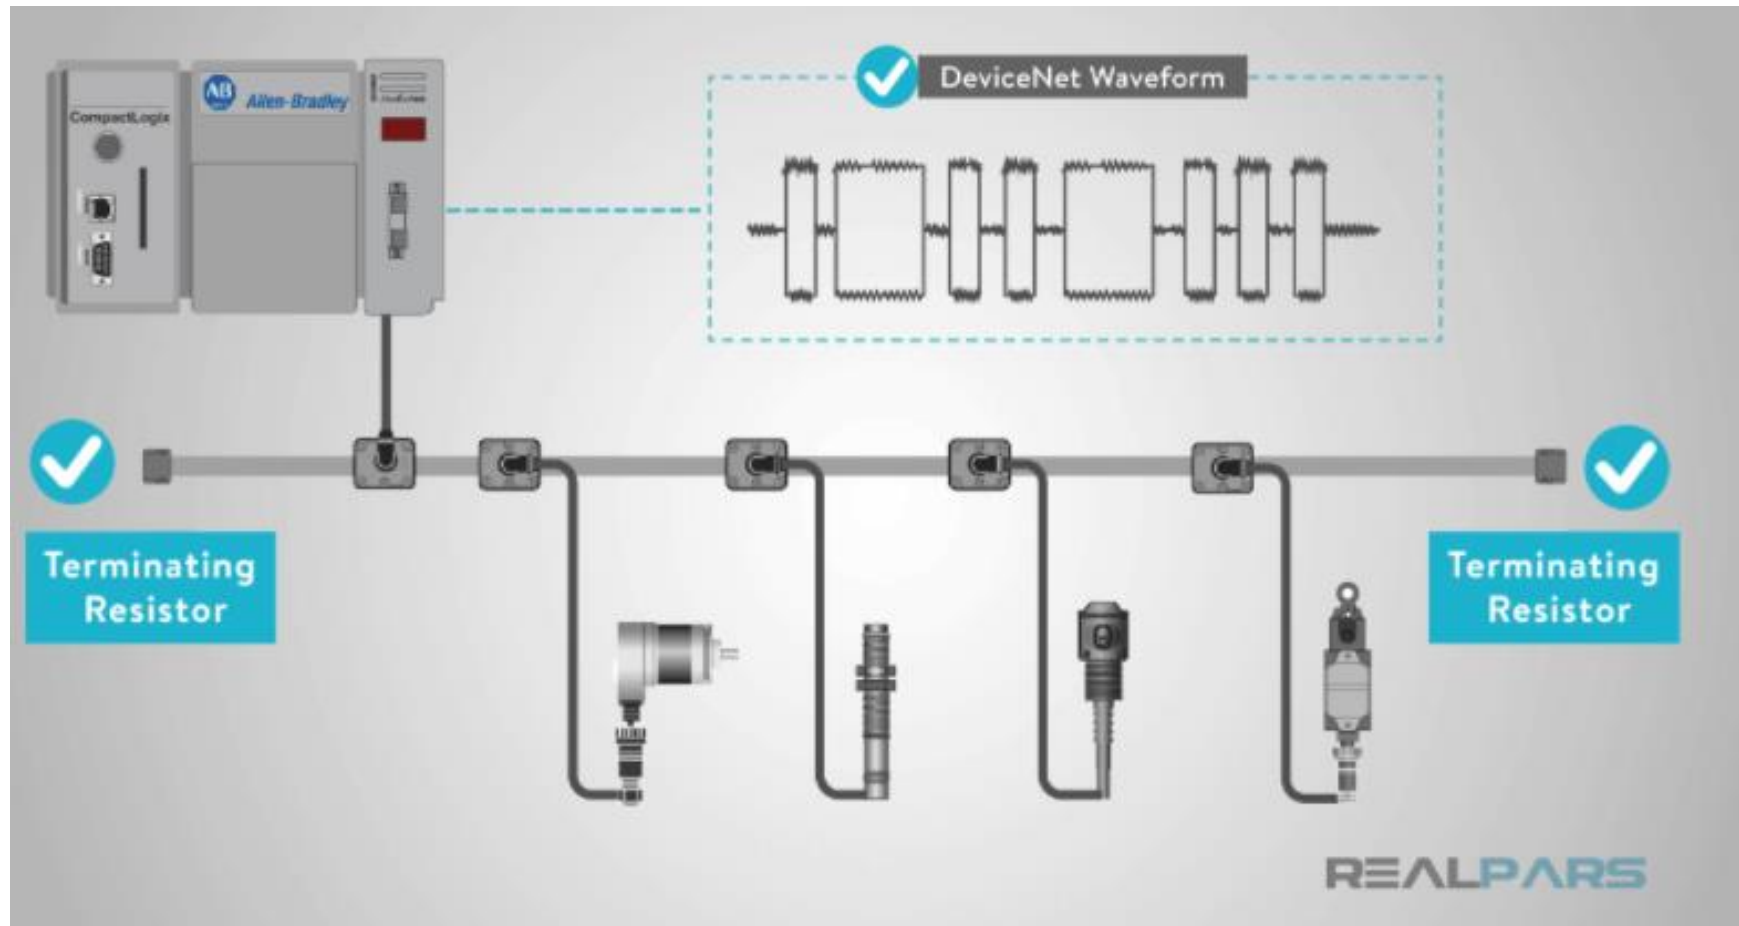 DeviceNet Waveform
AB
Allen-Bradley
CompactLogix
Terminating
Resistor
Terminating
Resistor
REALPARS